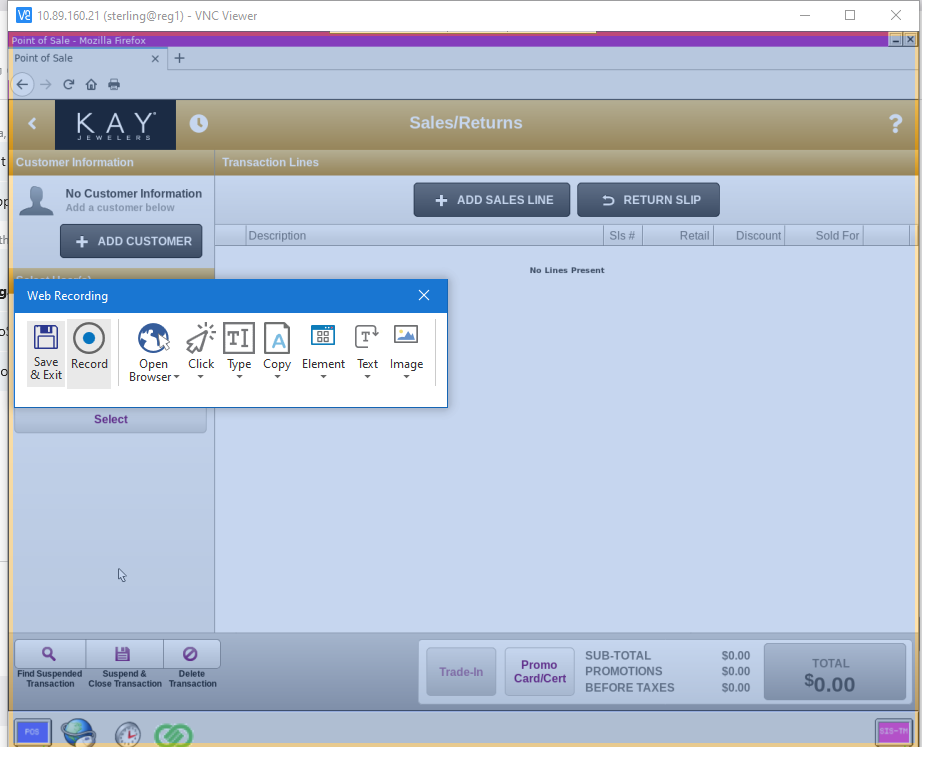 10.89.160.21 (sterling@reg1) - VNC Viewer
Point of Sale - Mozilla Firefox
Point of Sale
KAY
JEWELERS
Sales/Returns
?
Customer Information
Transaction Lines
No Customer Information
Add a customer below
ADD CUSTOMER
ADD SALES LINE
RETURN SLIP
Description Sls # Retail Discount Sold For
No Lines Present
Web Recording
Save & Exit
Record
Open Browser
Click
Type
Copy
Element
Text
Image
Select
Find Suspended Transaction
Suspend & Close Transaction
Delete Transaction
Trade-In
Promo Card/Cert
SUB-TOTAL $0.00
PROMOTIONS $0.00
BEFORE TAXES $0.00
TOTAL
$0.00
POS
SIS-TM